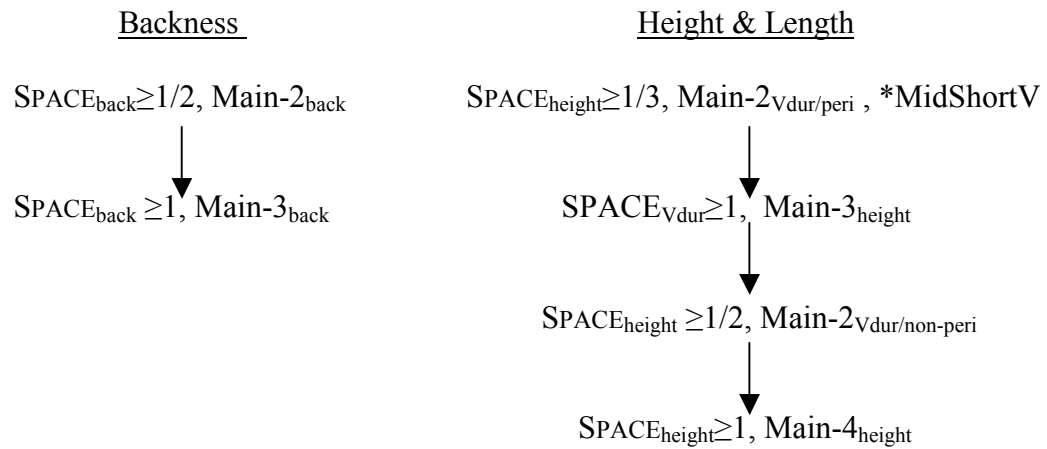 Backness
SPACEback≥1/2, Main-2back
SPACEback ≥1, Main-3back
Height & Length
SPACEheight≥1/3, Main-2Vdur/peri , *MidShortV
SPACEVdur≥1, Main-3height
SPACEheight ≥1/2, Main-2Vdur/non-peri
SPACEheight≥1, Main-4height